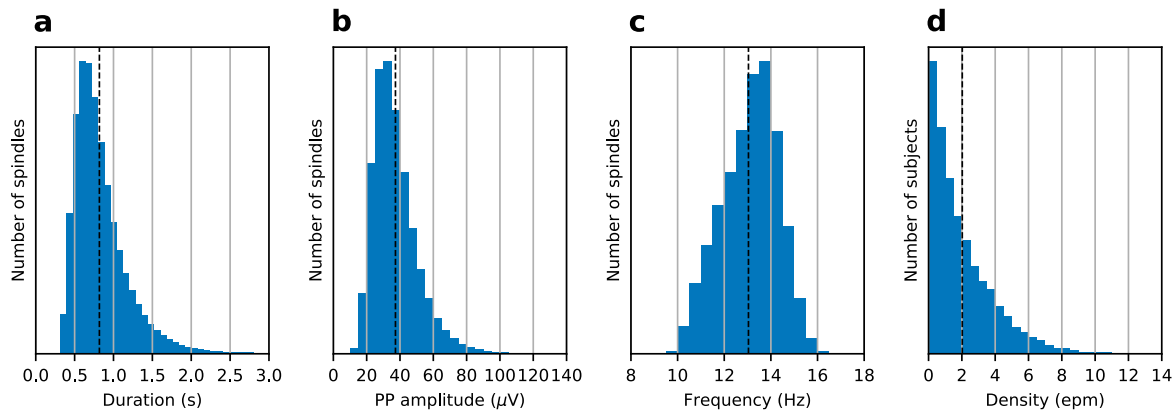 a
b
c
d
Number of spindles
0.0 0.5 1.0 1.5 2.0 2.5 3.0
Duration (s)
Number of spindles
0 20 40 60 80 100 120 140
PP amplitude (μV)
Number of spindles
8 10 12 14 16 18
Frequency (Hz)
Number of subjects
0 2 4 6 8 10 12 14
Density (epm)